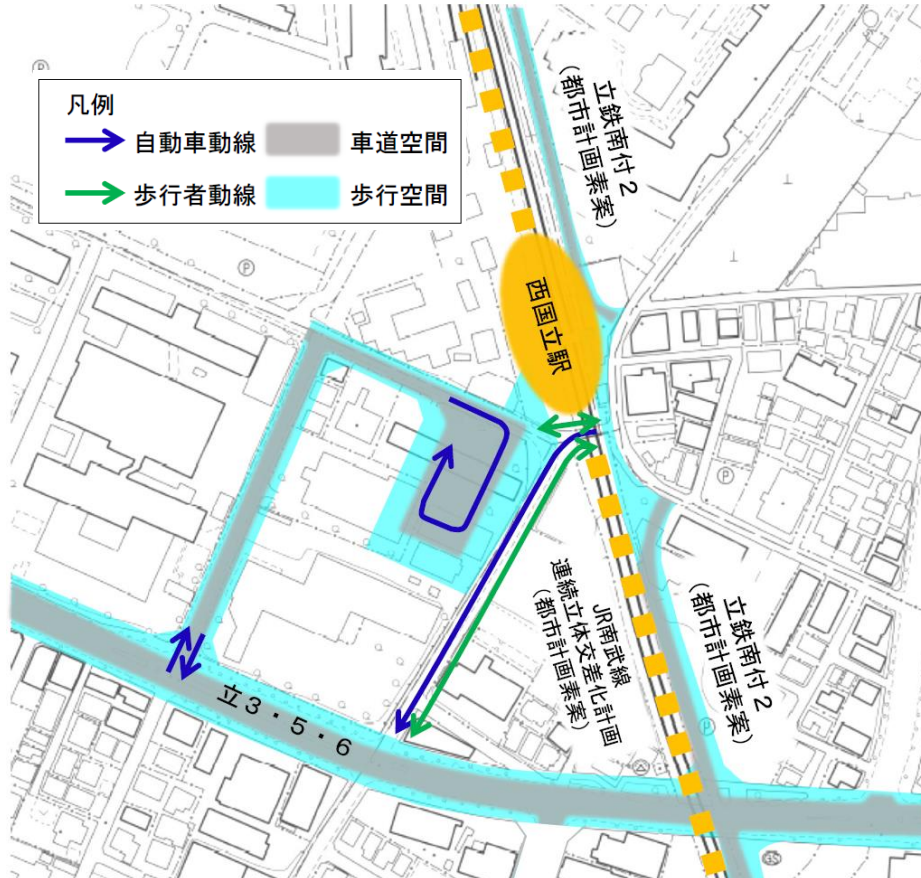 凡例
自動車動線
車道空間
歩行者動線
歩行空間
立鉄南付2
(都市計画素案)
西国立駅
JR南武線
連続立体交差化計画
(都市計画素案)
立鉄南付2
(都市計画素案)
立3・5・6
P
P
P
P